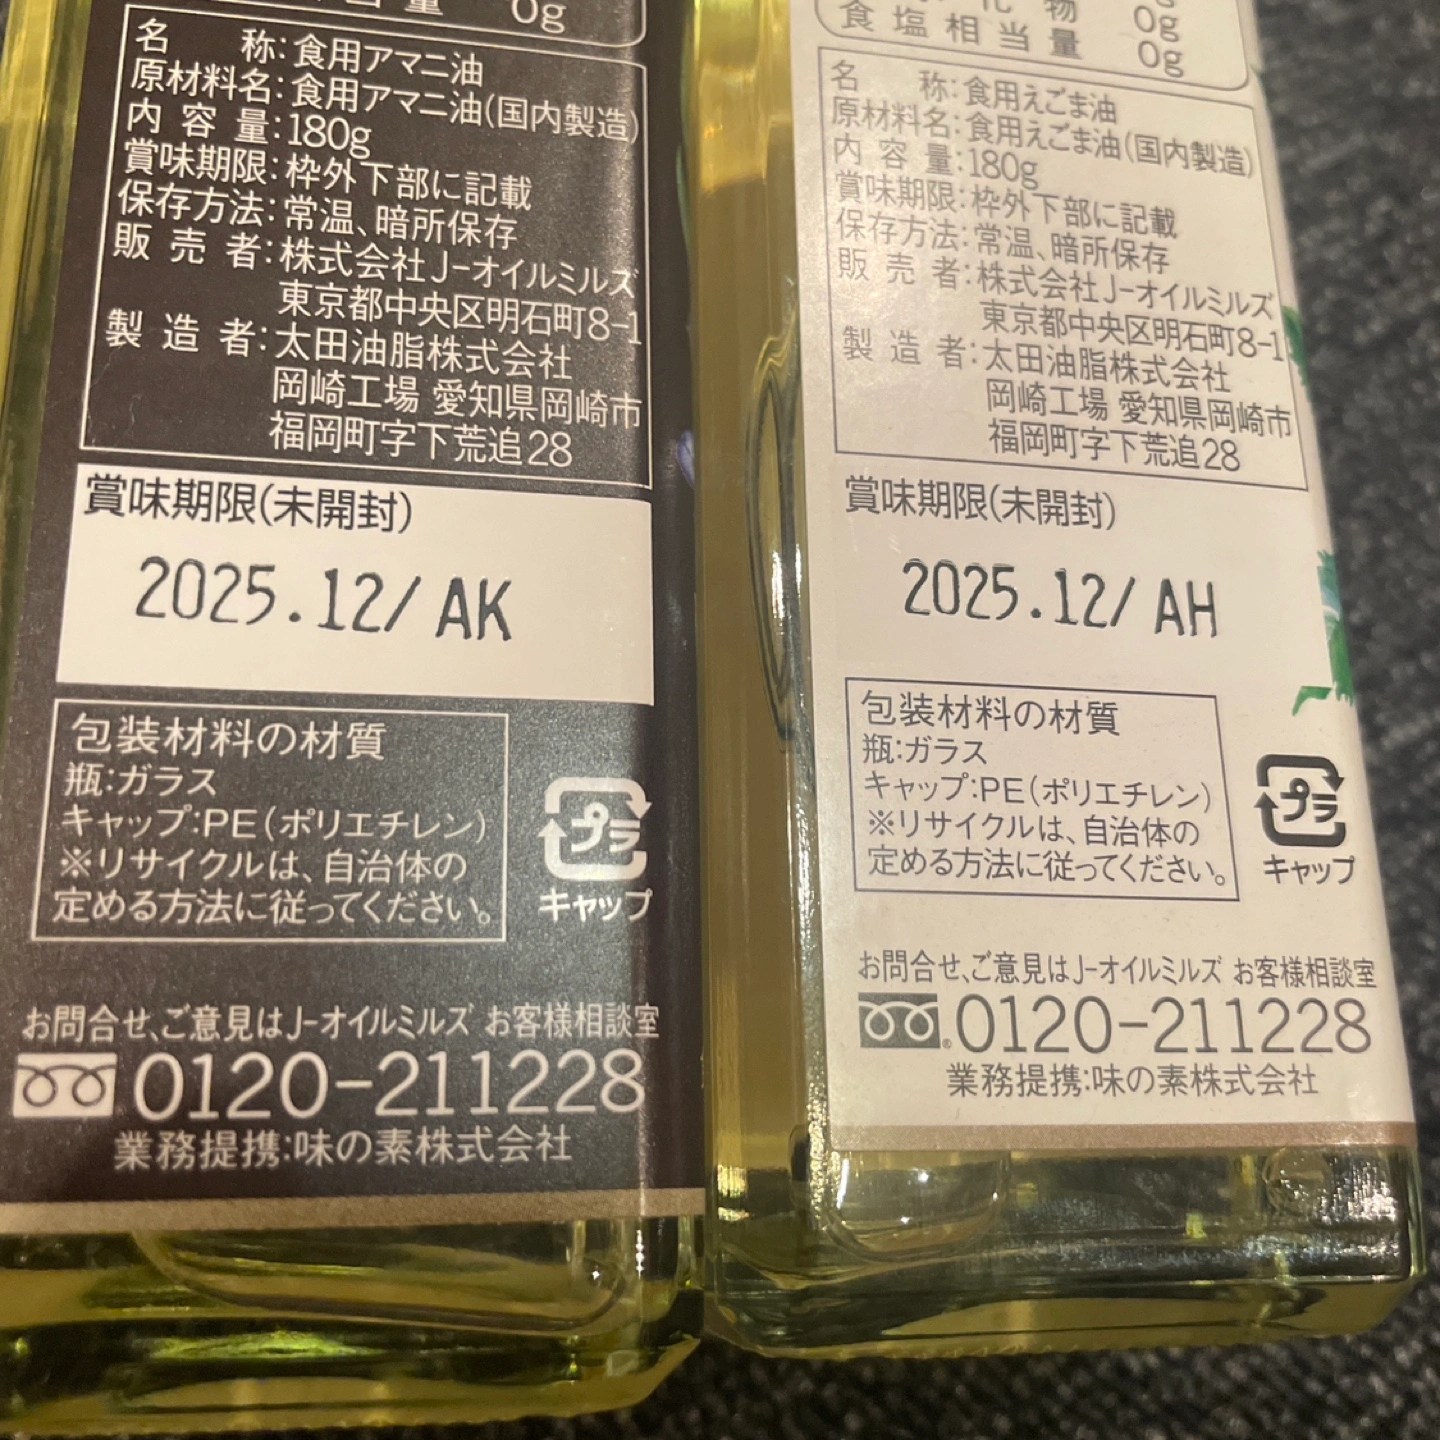 0g
名称:食用アマニ油
原材料名:食用アマニ油(国内製造)
内容量:180g
賞味期限:枠外下部に記載
保存方法:常温、暗所保存
販売者:株式会社J-オイルミルズ
東京都中央区明石町8-1
製造者:太田油脂株式会社
岡崎工場 愛知県岡崎市
福岡町字下荒追28
賞味期限(未開封)
2025.12/AK
包装材料の材質
瓶:ガラス
キャップ:PE(ポリエチレン)
※リサイクルは、自治体の
定める方法に従ってください。
プラ
キャップ
お問合せ、ご意見はJ-オイルミルズ お客様相談室
0120-211228
業務提携:味の素株式会社
0g
食塩相当量 0g
名称:食用えごま油
原材料名:食用えごま油(国内製造)
内容量:180g
賞味期限:枠外下部に記載
保存方法:常温、暗所保存
販売者:株式会社J-オイルミルズ
東京都中央区明石町8-1
製造者:太田油脂株式会社
岡崎工場 愛知県岡崎市
福岡町字下荒追28
賞味期限(未開封)
2025.12/AH
包装材料の材質
瓶:ガラス
キャップ:PE(ポリエチレン)
※リサイクルは、自治体の
定める方法に従ってください。
プラ
キャップ
お問合せ、ご意見はJ-オイルミルズ お客様相談室
0120-211228
業務提携:味の素株式会社